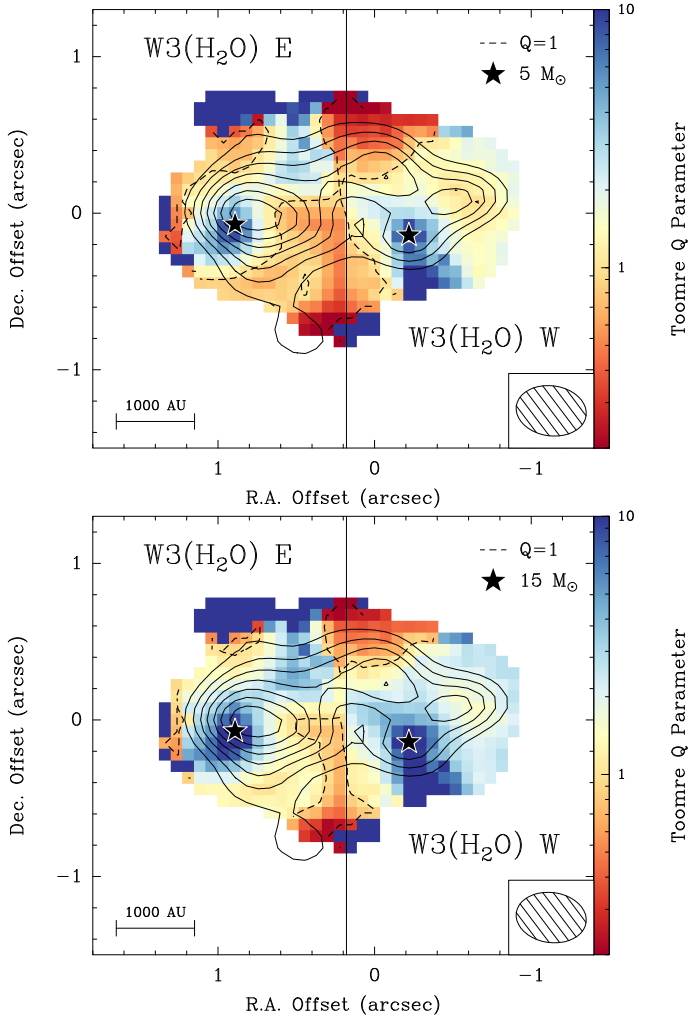 W3(H₂O) E
Q=1
5 M⊙
W3(H₂O) W
1000 AU
1
0
−1
Dec. Offset (arcsec)
1
0
−1
R.A. Offset (arcsec)
10
1
Toomre Q Parameter
W3(H₂O) E
Q=1
15 M⊙
W3(H₂O) W
1000 AU
1
0
−1
Dec. Offset (arcsec)
1
0
−1
R.A. Offset (arcsec)
10
1
Toomre Q Parameter